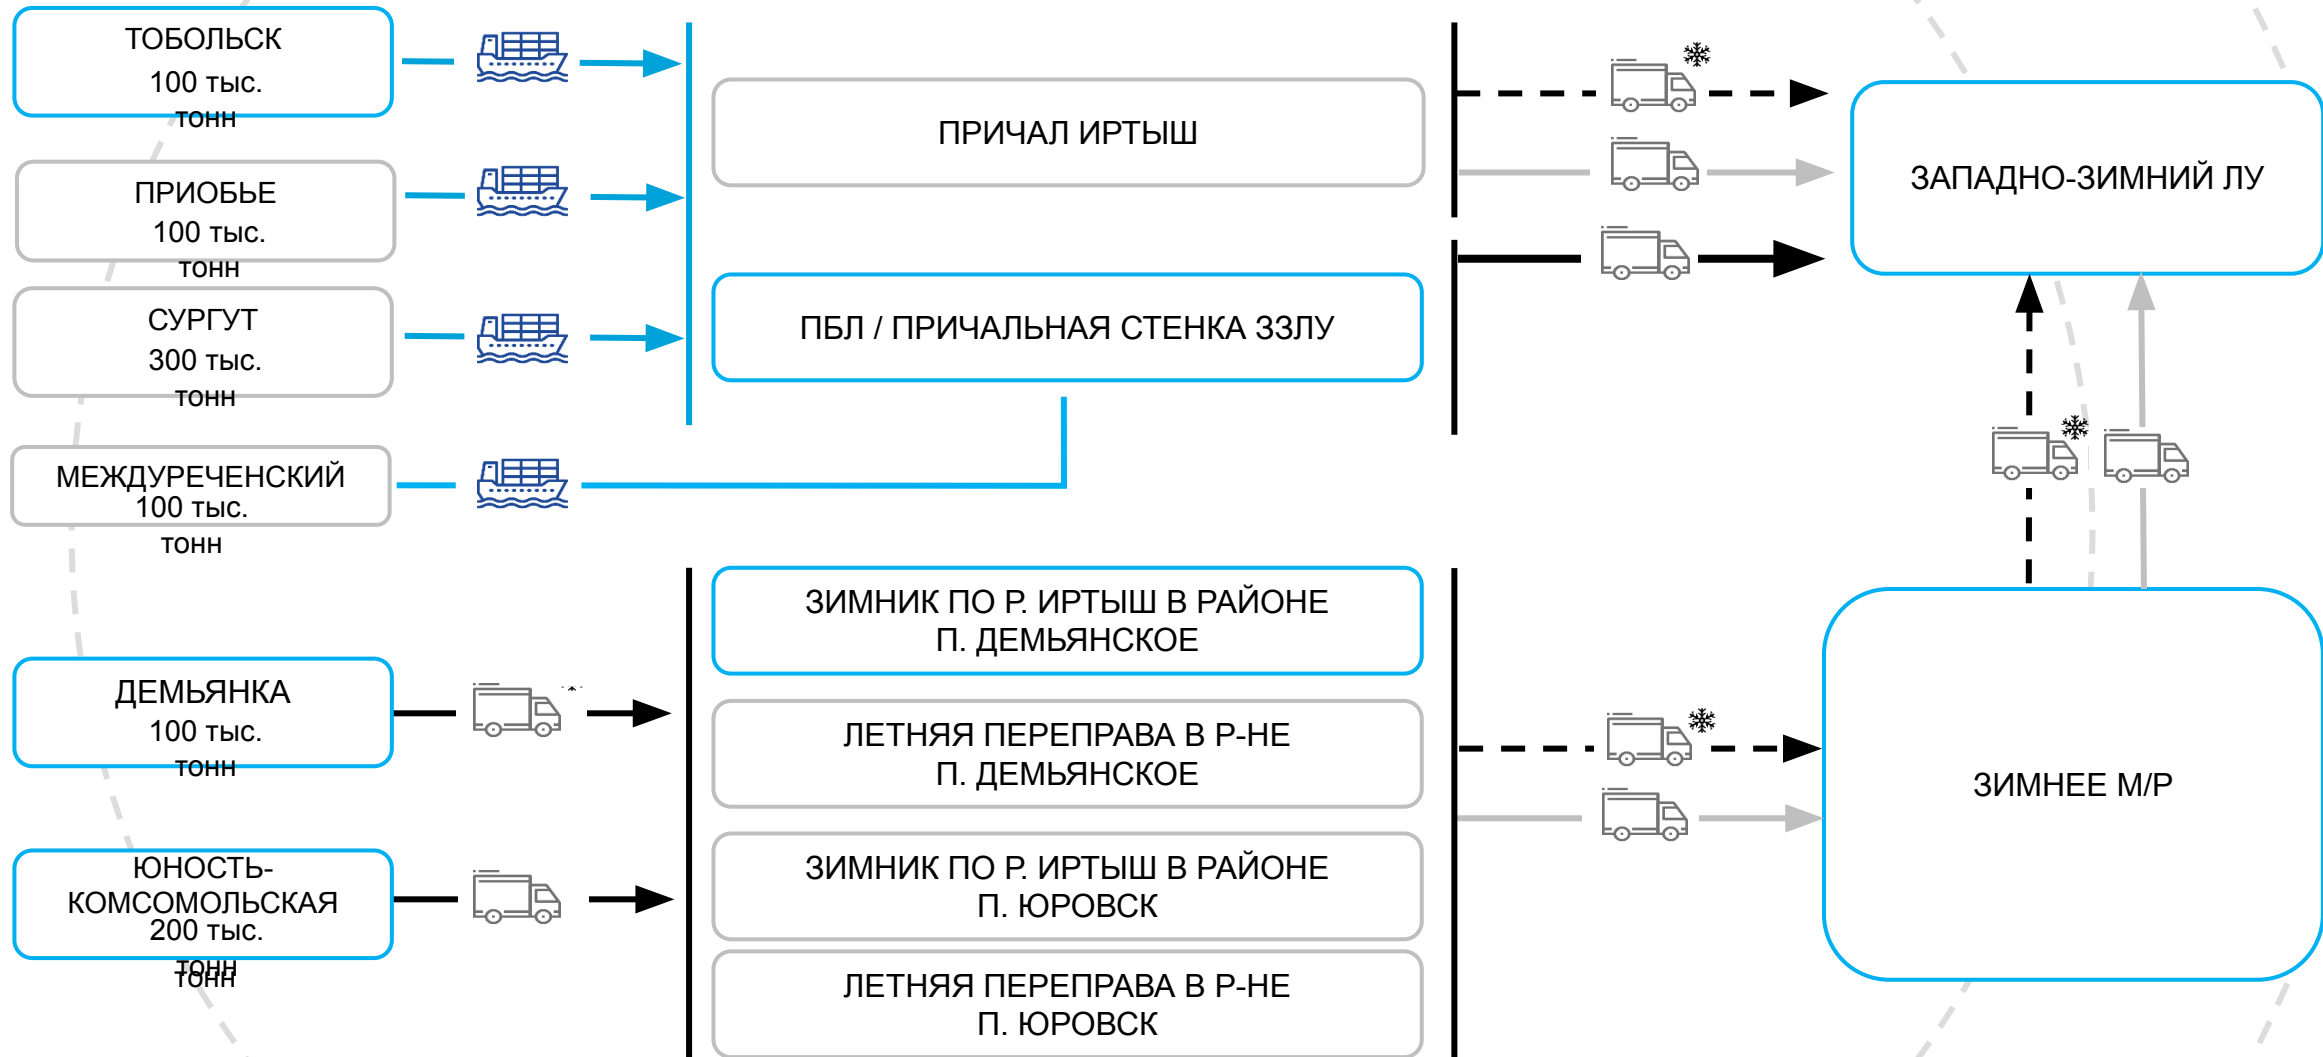 ТОБОЛЬСК
100 тыс.
тонн
ПРИОБЬЕ
100 тыс.
тонн
СУРГУТ
300 тыс.
тонн
МЕЖДУРЕЧЕНСКИЙ
100 тыс.
тонн
ДЕМЬЯНКА
100 тыс.
тонн
ЮНОСТЬ-
КОМСОМОЛЬСКАЯ
200 тыс.
тонн
тонн
ПРИЧАЛ ИРТЫШ
ПБЛ / ПРИЧАЛЬНАЯ СТЕНКА ЗЗЛУ
ЗИМНИК ПО Р. ИРТЫШ В РАЙОНЕ
П. ДЕМЬЯНСКОЕ
ЛЕТНЯЯ ПЕРЕПРАВА В Р-НЕ
П. ДЕМЬЯНСКОЕ
ЗИМНИК ПО Р. ИРТЫШ В РАЙОНЕ
П. ЮРОВСК
ЛЕТНЯЯ ПЕРЕПРАВА В Р-НЕ
П. ЮРОВСК
ЗАПАДНО-ЗИМНИЙ ЛУ
ЗИМНЕЕ М/Р